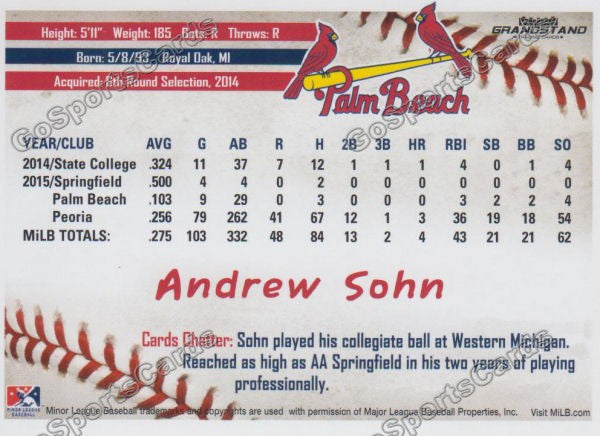 Height: 5'11" Weight: 185 Bats: R Throws: R
Born: 5/8/93 Royal Oak, MI
Acquired: 8th Round Selection, 2014
GRANDSTAND
TRADING CARDS
Palm Beach
YEAR/CLUB AVG G AB R H 2B 3B HR RBI SB BB SO
2014/State College .324 11 37 7 12 1 1 1 4 0 1 4
2015/Springfield .500 4 4 0 2 0 0 0 0 0 0 0
Palm Beach .103 9 29 0 3 0 0 0 3 2 2 4
Peoria .256 79 262 41 67 12 1 3 36 19 18 54
MiLB TOTALS: .275 103 332 48 84 13 2 4 43 21 21 62
Andrew Sohn
Cards Chatter: Sohn played his collegiate ball at Western Michigan.
Reached as high as AA Springfield in his two years of playing
professionally.
MINOR LEAGUE
BASEBALL
Minor League Baseball trademarks and copyrights are used with permission of Major League Baseball Properties, Inc. Visit MiLB.com
GoSportsCards